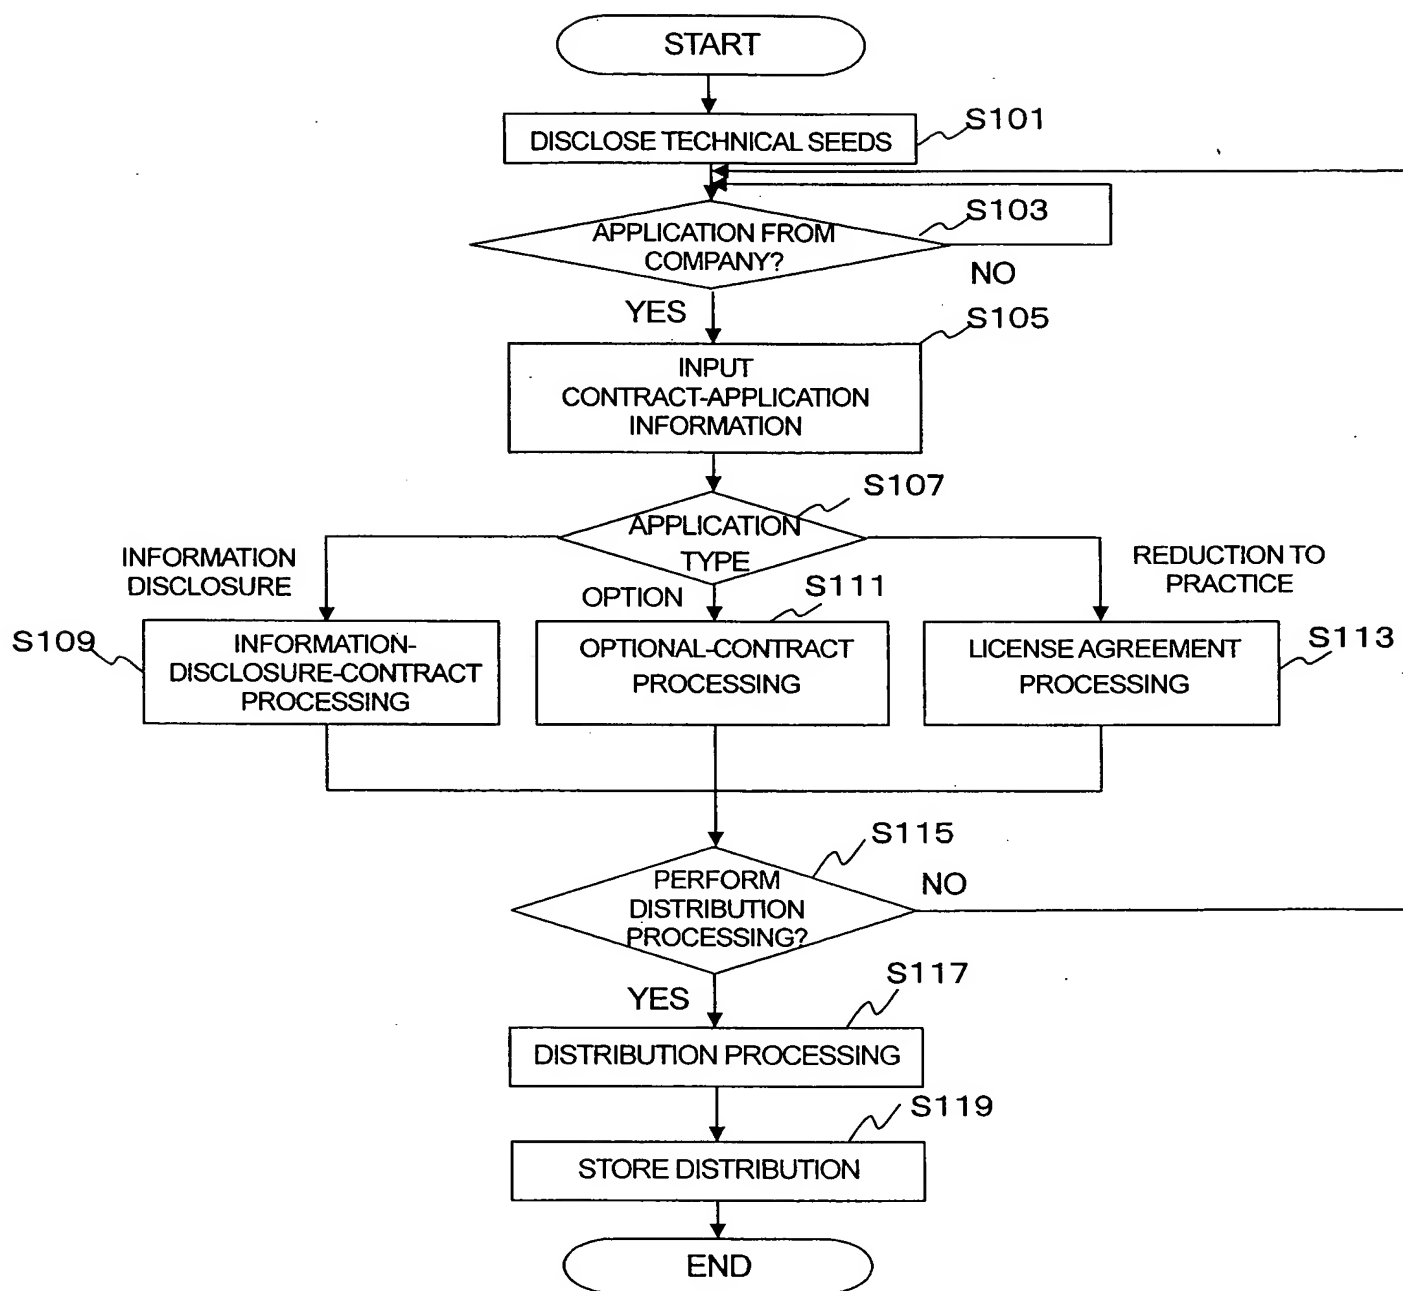 START
S101
DISCLOSE TECHNICAL SEEDS
S103
APPLICATION FROM
COMPANY?
NO
YES
S105
INPUT
CONTRACT-APPLICATION
INFORMATION
S107
APPLICATION
TYPE
INFORMATION
DISCLOSURE
OPTION
S111
REDUCTION TO
PRACTICE
S109
INFORMATION-
DISCLOSURE-CONTRACT
PROCESSING
OPTIONAL-CONTRACT
PROCESSING
LICENSE AGREEMENT
PROCESSING
S113
S115
PERFORM
DISTRIBUTION
PROCESSING?
NO
YES
S117
DISTRIBUTION PROCESSING
S119
STORE DISTRIBUTION
END